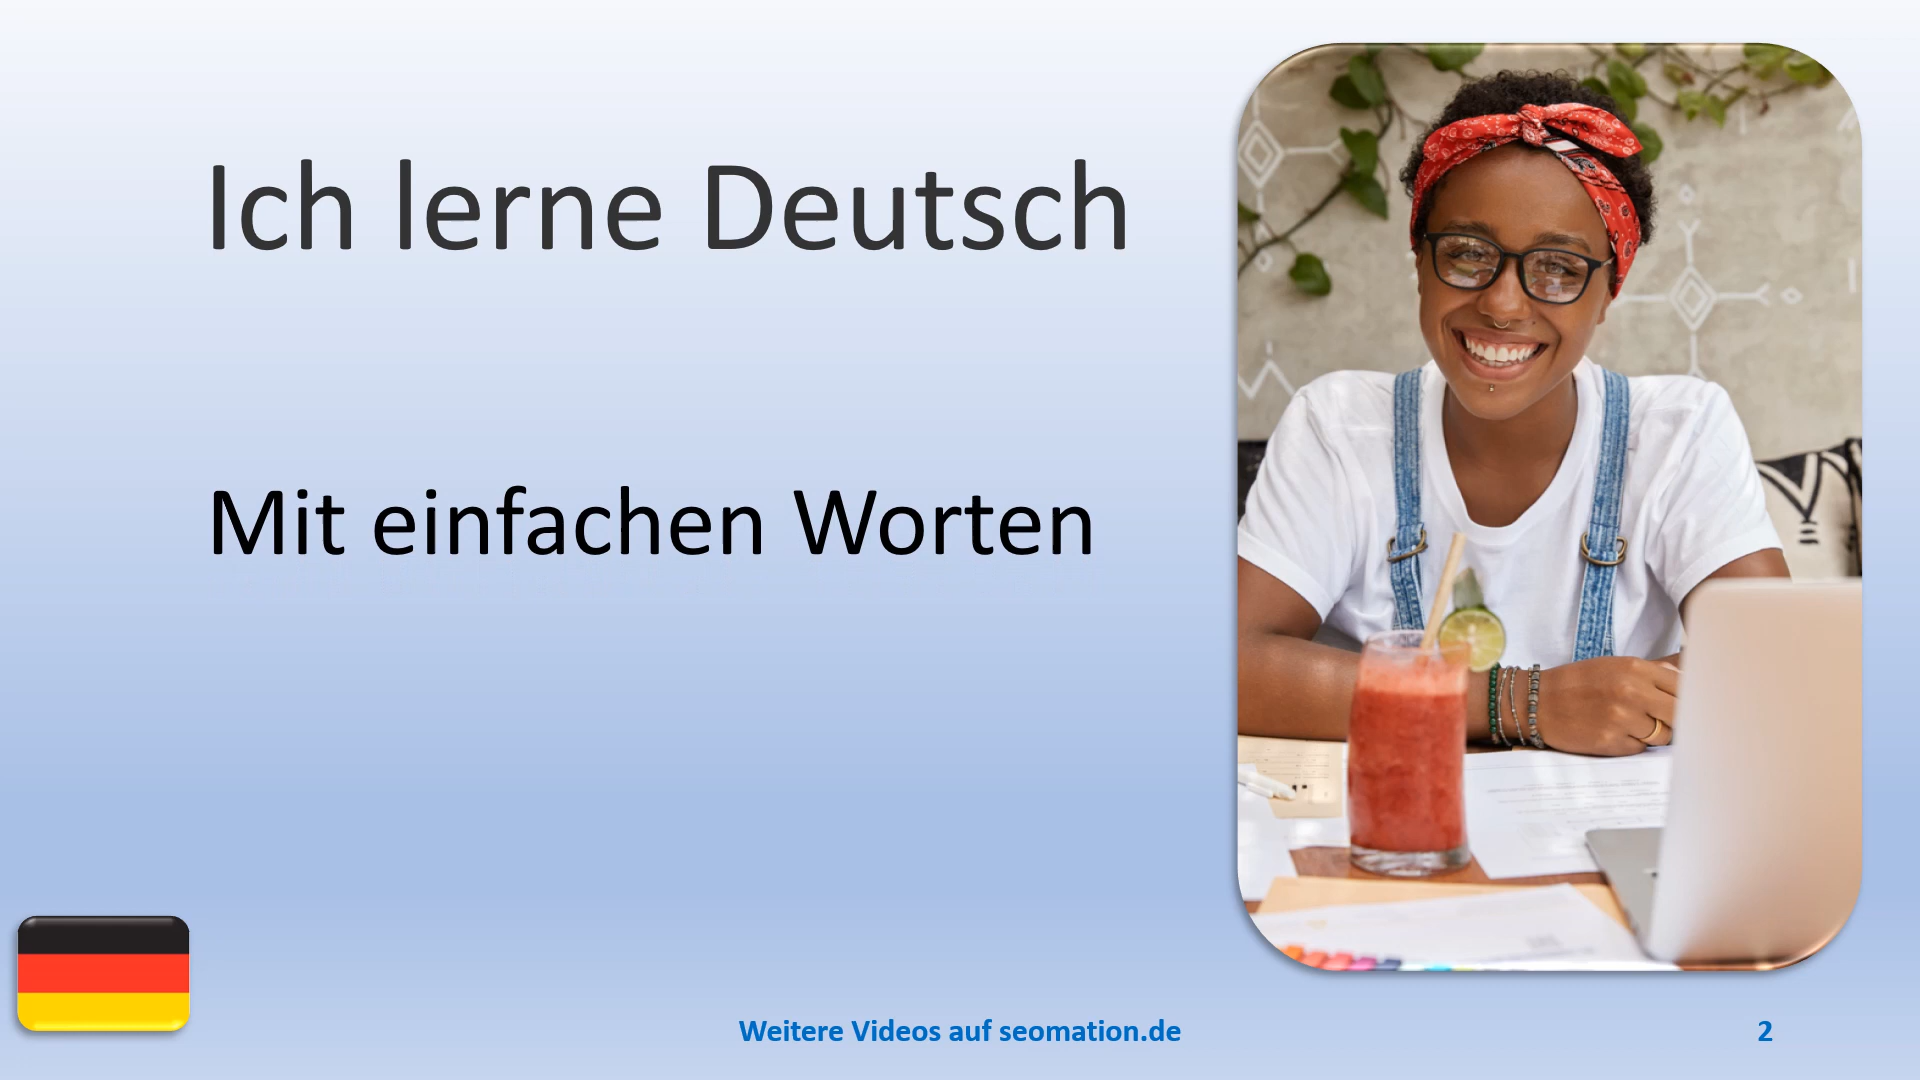 Ich lerne Deutsch
Mit einfachen Worten
Weitere Videos auf seomation.de
2